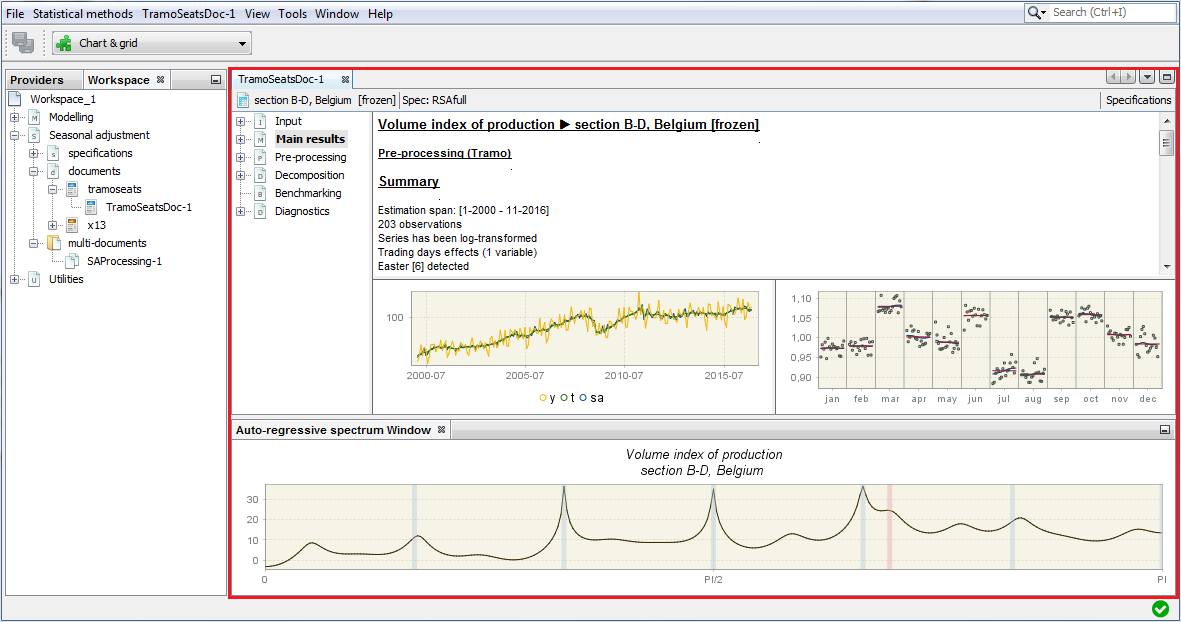 File Statistical methods TramoSeatsDoc-1 View Tools Window Help
Search (Ctrl+I)
Chart & grid
Providers Workspace
Workspace_1
M Modelling
s Seasonal adjustment
s specifications
d documents
tramoseats
TramoSeatsDoc-1
x13
multi-documents
SAProcessing-1
u Utilities
TramoSeatsDoc-1
section B-D, Belgium [frozen] Spec: RSAfull
Specifications
I Input
M Main results
P Pre-processing
D Decomposition
B Benchmarking
D Diagnostics
Volume index of production ▶ section B-D, Belgium [frozen]
Pre-processing (Tramo)
Summary
Estimation span: [1-2000 - 11-2016]
203 observations
Series has been log-transformed
Trading days effects (1 variable)
Easter [6] detected
100
2000-07 2005-07 2010-07 2015-07
y t sa
1,10
1,05
1,00
0,95
0,90
jan feb mar apr may jun jul aug sep oct nov dec
Auto-regressive spectrum Window
Volume index of production
section B-D, Belgium
30
20
10
0
0 PI/2 PI